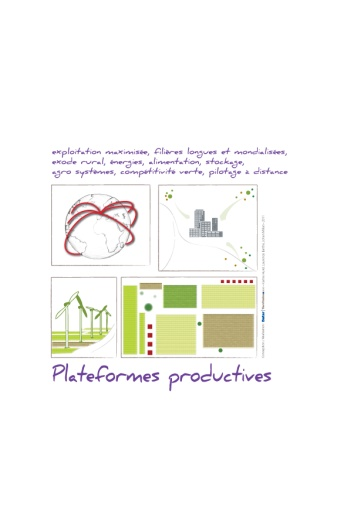 exploitation maximisée, filières longues et mondialisées,
exode rural, énergies, alimentation, stockage,
agro systèmes, compétitivité verte, pilotage à distance
Plateformes productives